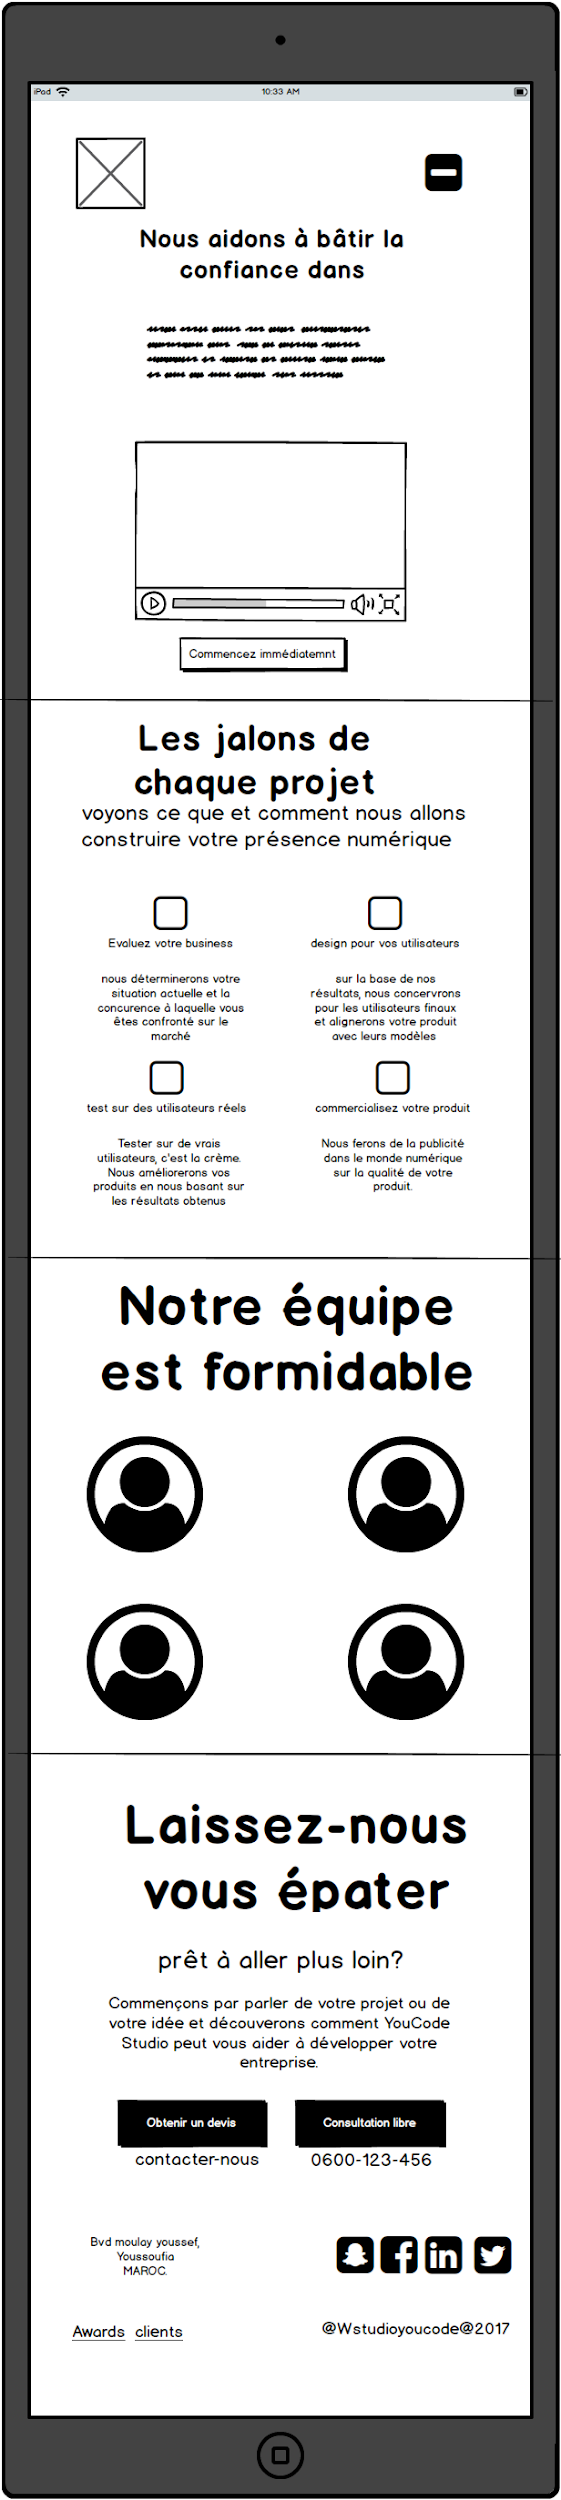 iPad
10:33 AM
Nous aidons à bâtir la
confiance dans
Commencez immédiatemnt
Les jalons de
chaque projet
voyons ce que et comment nous allons
construire votre présence numérique
Evaluez votre business
nous déterminerons votre
situation actuelle et la
concurence à laquelle vous
êtes confronté sur le
marché
design pour vos utilisateurs
sur la base de nos
résultats, nous concervrons
pour les utilisateurs finaux
et alignerons votre produit
avec leurs modèles
test sur des utilisateurs réels
Tester sur de vrais
utilisateurs, c'est la crème.
Nous améliorerons vos
produits en nous basant sur
les résultats obtenus
commercialisez votre produit
Nous ferons de la publicité
dans le monde numérique
sur la qualité de votre
produit.
Notre équipe
est formidable
Laissez-nous
vous épater
prêt à aller plus loin?
Commençons par parler de votre projet ou de
votre idée et découverons comment YouCode
Studio peut vous aider à développer votre
entreprise.
Obtenir un devis
Consultation libre
contacter-nous
0600-123-456
Bvd moulay youssef,
Youssoufia
MAROC.
Awards clients
@Wstudioyoucode@2017